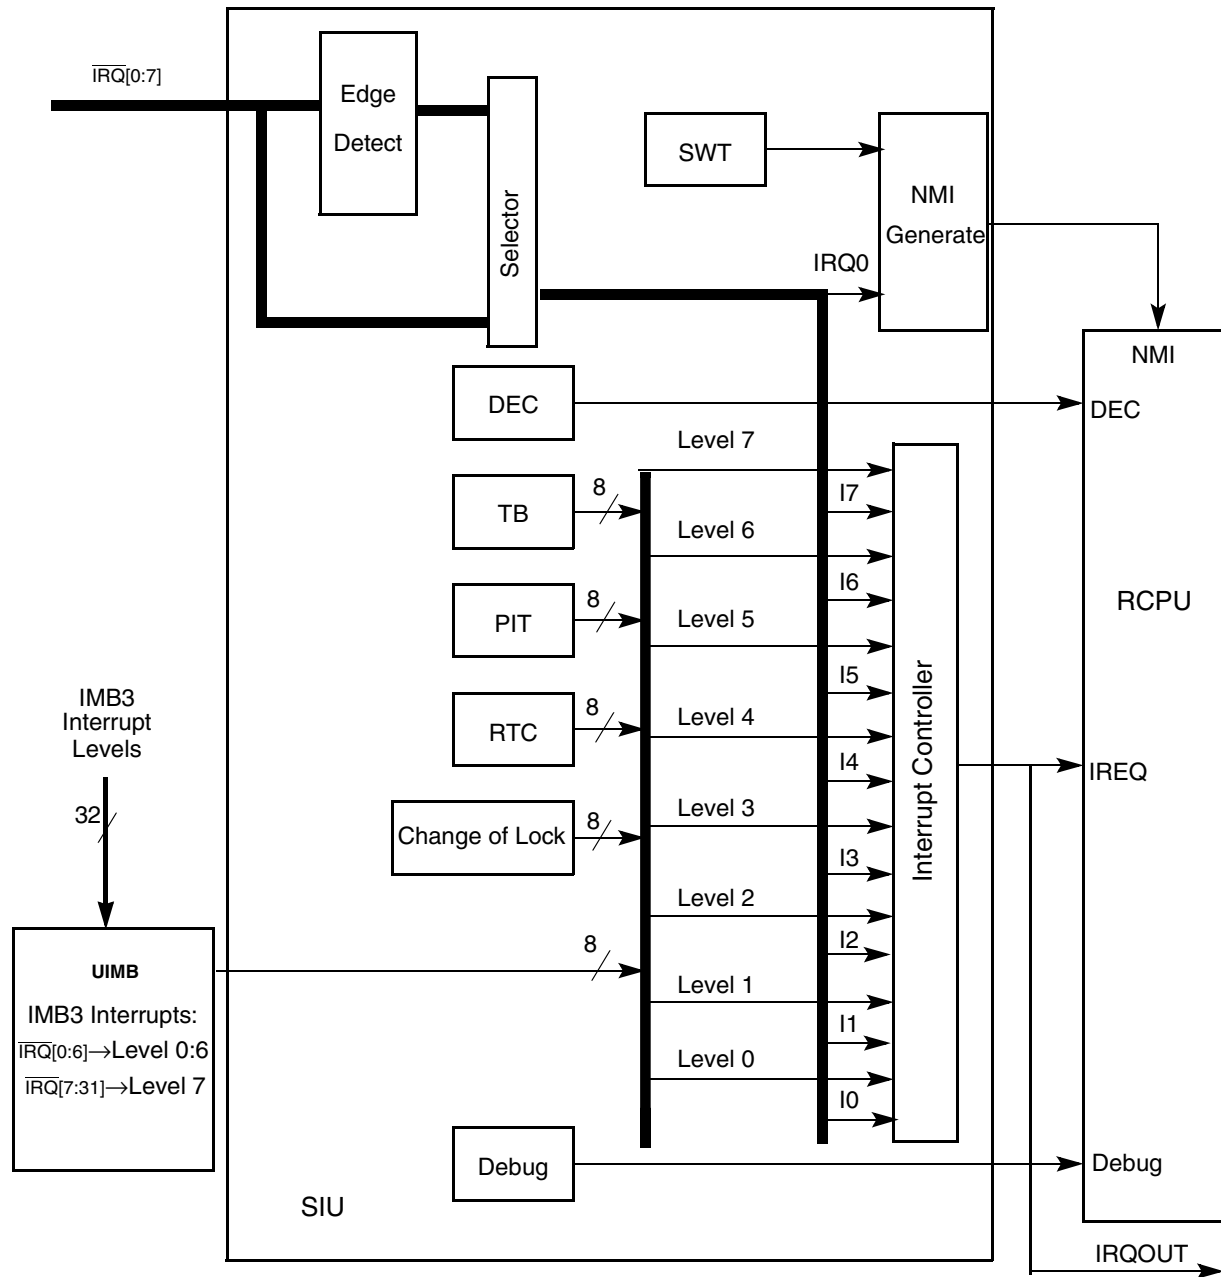 IRQ[0:7]
Edge
Detect
Selector
SWT
NMI
Generate
IRQ0
NMI
DEC
DEC
Level 7
8
TB
I7
Level 6
8
PIT
I6
Level 5
RCPU
I5
IMB3
Interrupt
Levels
8
RTC
Level 4
I4
Interrupt Controller
IREQ
32
8
Change of Lock
Level 3
I3
Level 2
8
I2
UIMB
IMB3 Interrupts:
IRQ[0:6]→Level 0:6
IRQ[7:31]→Level 7
Level 1
I1
Level 0
I0
Debug
Debug
SIU
IRQOUT